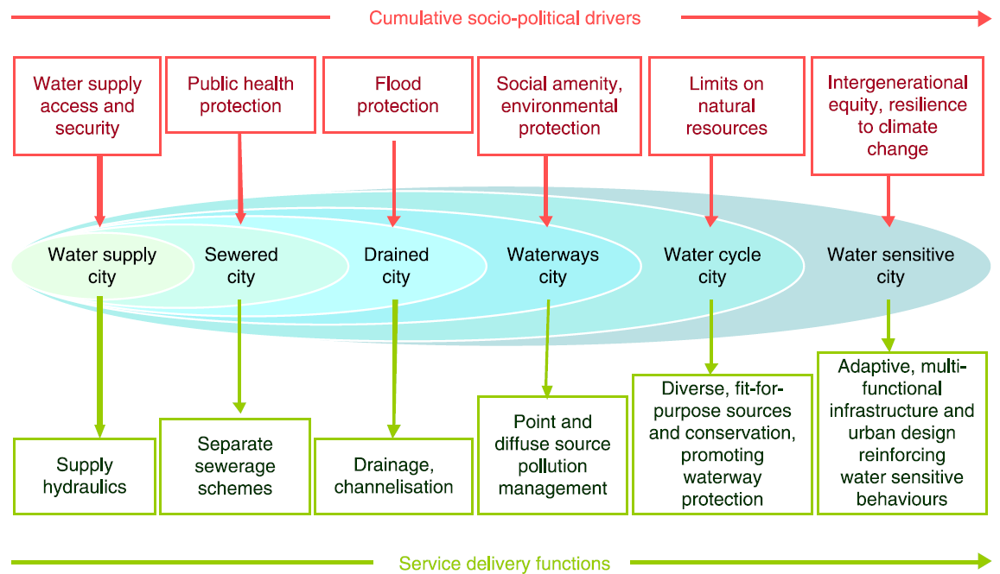 Cumulative socio-political drivers
Water supply
access and
security
Public health
protection
Flood
protection
Social amenity,
environmental
protection
Limits on
natural
resources
Intergenerational
equity, resilience
to climate
change
Water supply
city
Sewered
city
Drained
city
Waterways
city
Water cycle
city
Water sensitive
city
Supply
hydraulics
Separate
sewerage
schemes
Drainage,
channelisation
Point and
diffuse source
pollution
management
Diverse, fit-for-
purpose sources
and conservation,
promoting
waterway
protection
Adaptive, multi-
functional
infrastructure and
urban design
reinforcing
water sensitive
behaviours
Service delivery functions